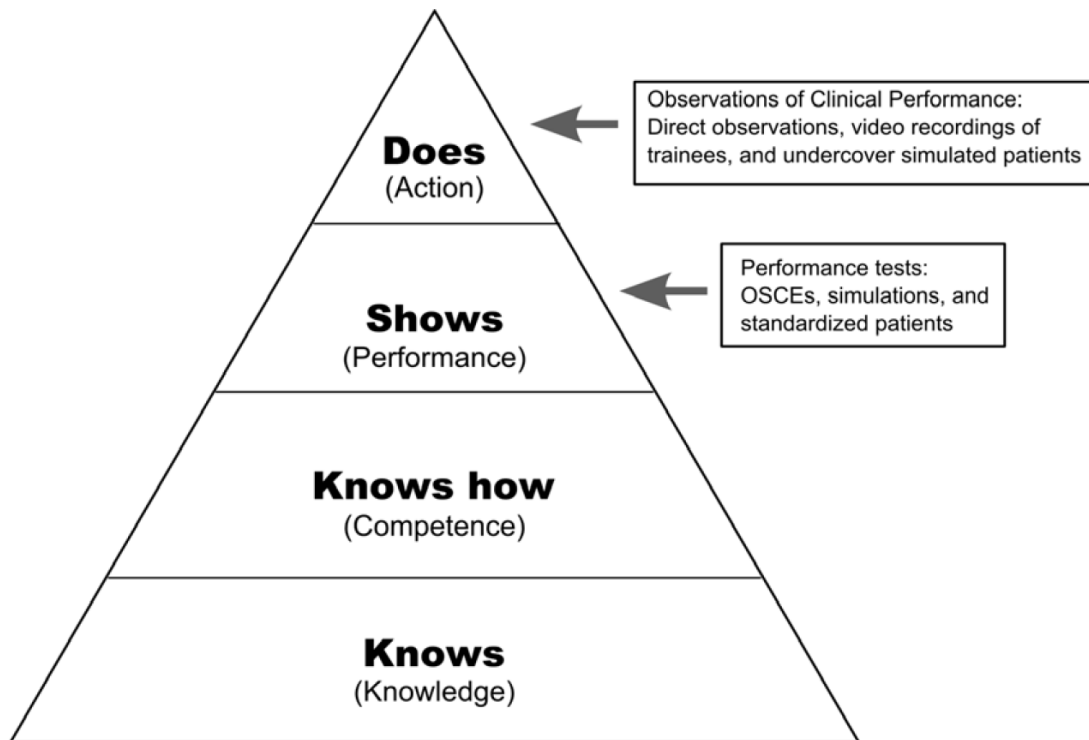 Observations of Clinical Performance:
Direct observations, video recordings of
trainees, and undercover simulated patients
Does
(Action)
Performance tests:
OSCEs, simulations, and
standardized patients
Shows
(Performance)
Knows how
(Competence)
Knows
(Knowledge)